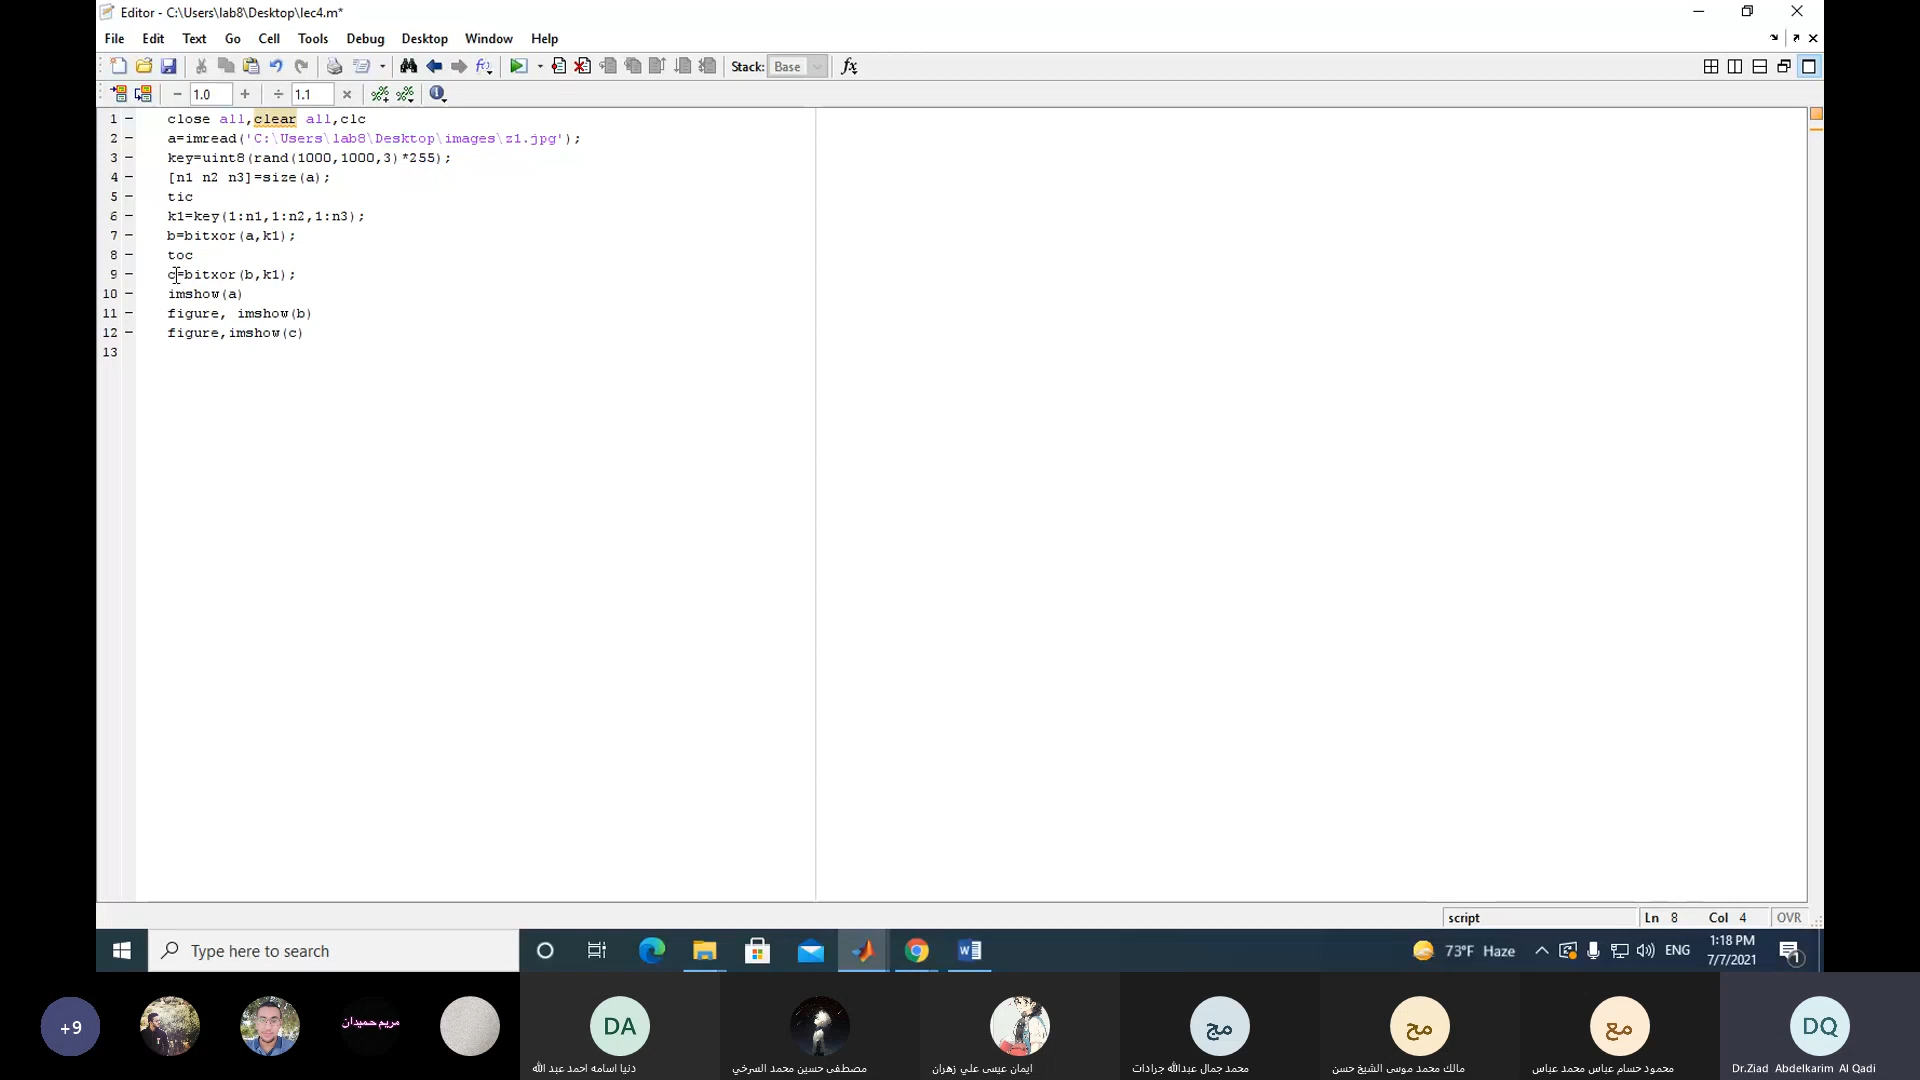 Editor - C:\Users\lab8\Desktop\lec4.m*
File Edit Text Go Cell Tools Debug Desktop Window Help
Stack: Base fx
− 1.0 + ÷ 1.1 ×
1 − close all,clear all,clc
2 − a=imread('C:\Users\lab8\Desktop\images\z1.jpg');
3 − key=uint8(rand(1000,1000,3)*255);
4 − [n1 n2 n3]=size(a);
5 − tic
6 − k1=key(1:n1,1:n2,1:n3);
7 − b=bitxor(a,k1);
8 − toc
9 − c=bitxor(b,k1);
10 − imshow(a)
11 − figure, imshow(b)
12 − figure,imshow(c)
13
script Ln 8 Col 4 OVR
Type here to search
73°F Haze
ENG
1:18 PM
7/7/2021
1
+9
مريم حميدان
DA
مج
مح
مع
DQ
دنيا اسامه احمد عبد الله
مصطفى حسين محمد السرخي
ايمان عيسى علي زهران
محمد جمال عبدالله جرادات
مالك محمد موسى الشيخ حسن
محمود حسام عباس محمد عباس
Dr.Ziad Abdelkarim Al Qadi